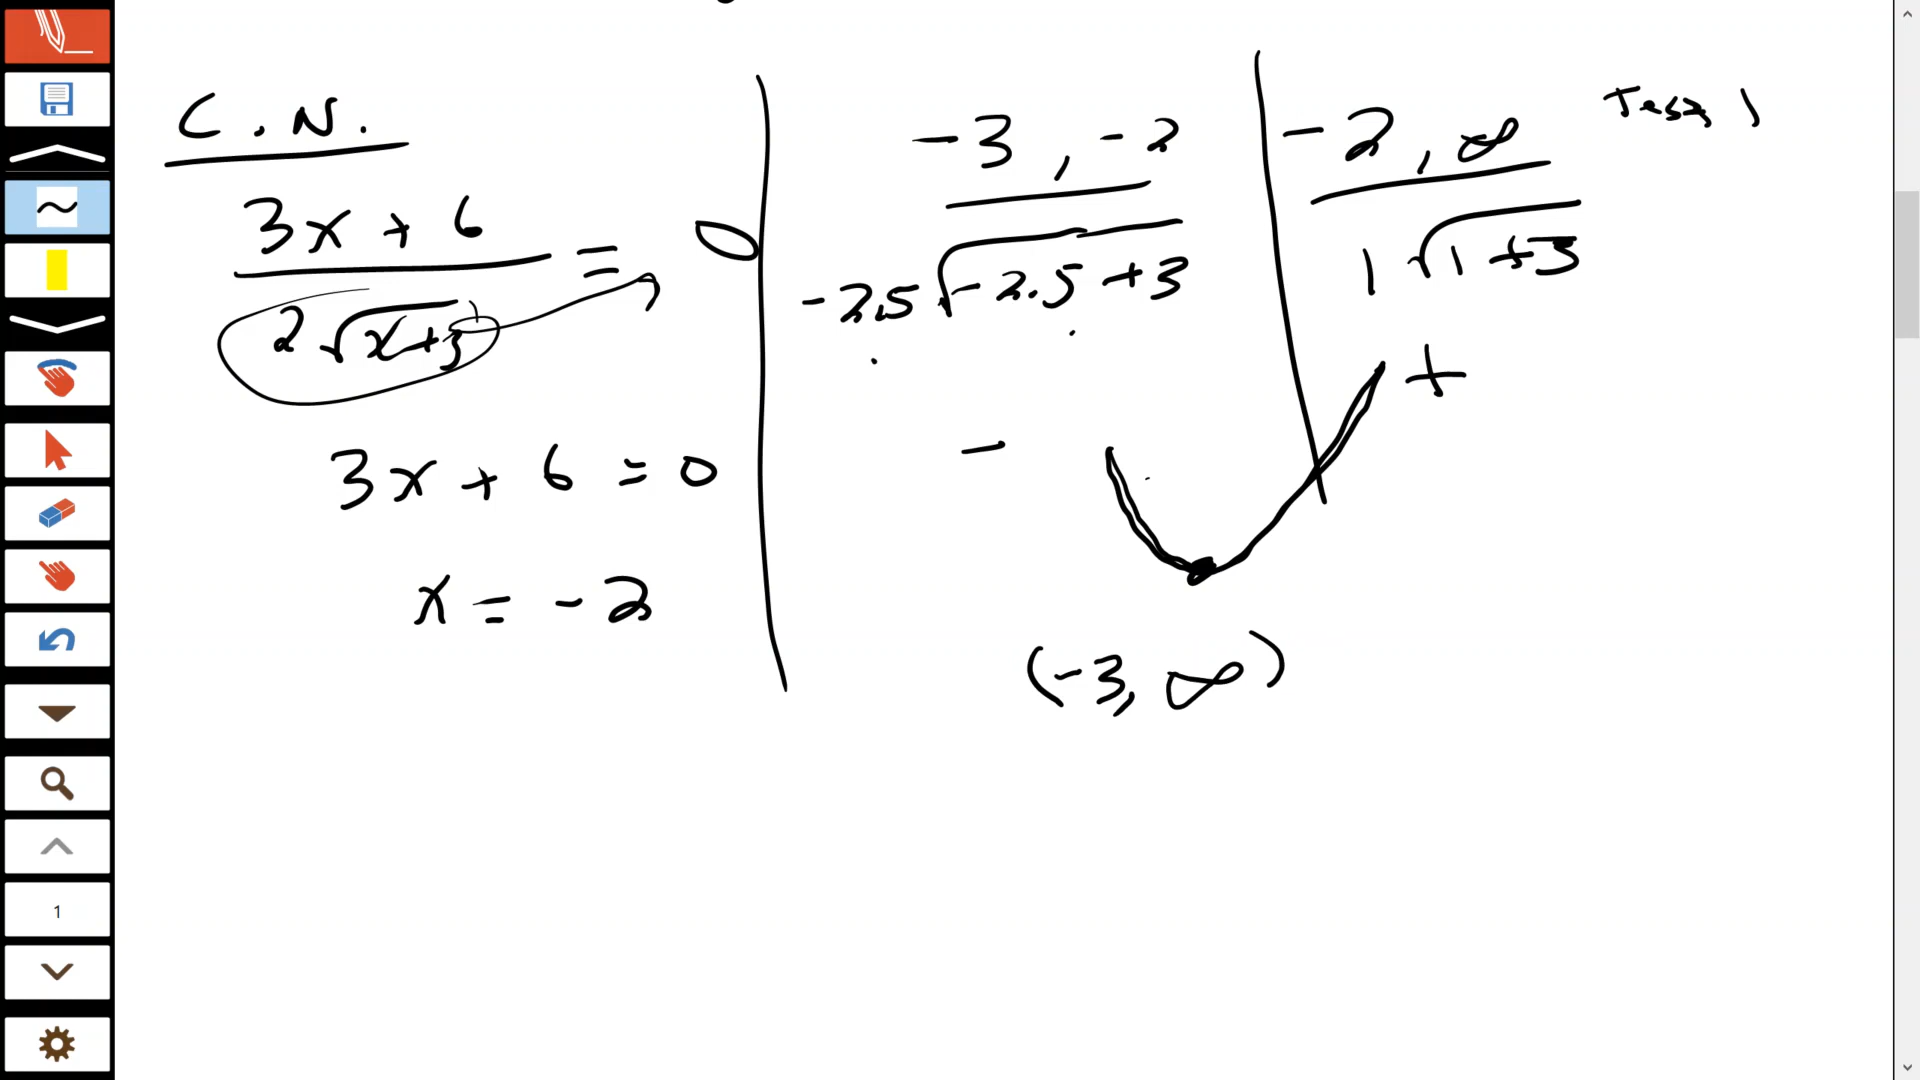 C.N.
3x + 6
= 0
2√x+3
3x + 6 = 0
x = -2
-3, -2
-2.5 √-2.5 +3
-
-2, ∞
Test 1
1 √1+3
+
(-3, ∞)
1